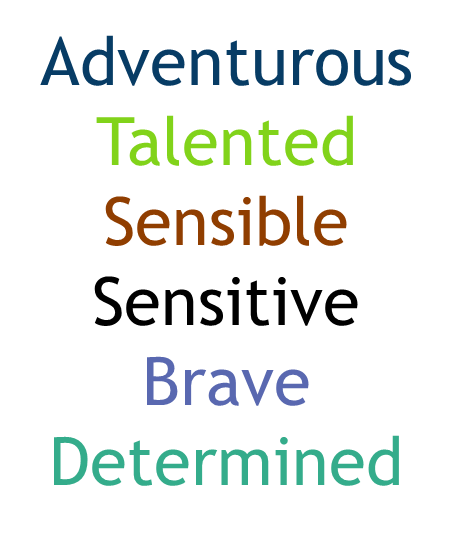 Adventurous
Talented
Sensible
Sensitive
Brave
Determined